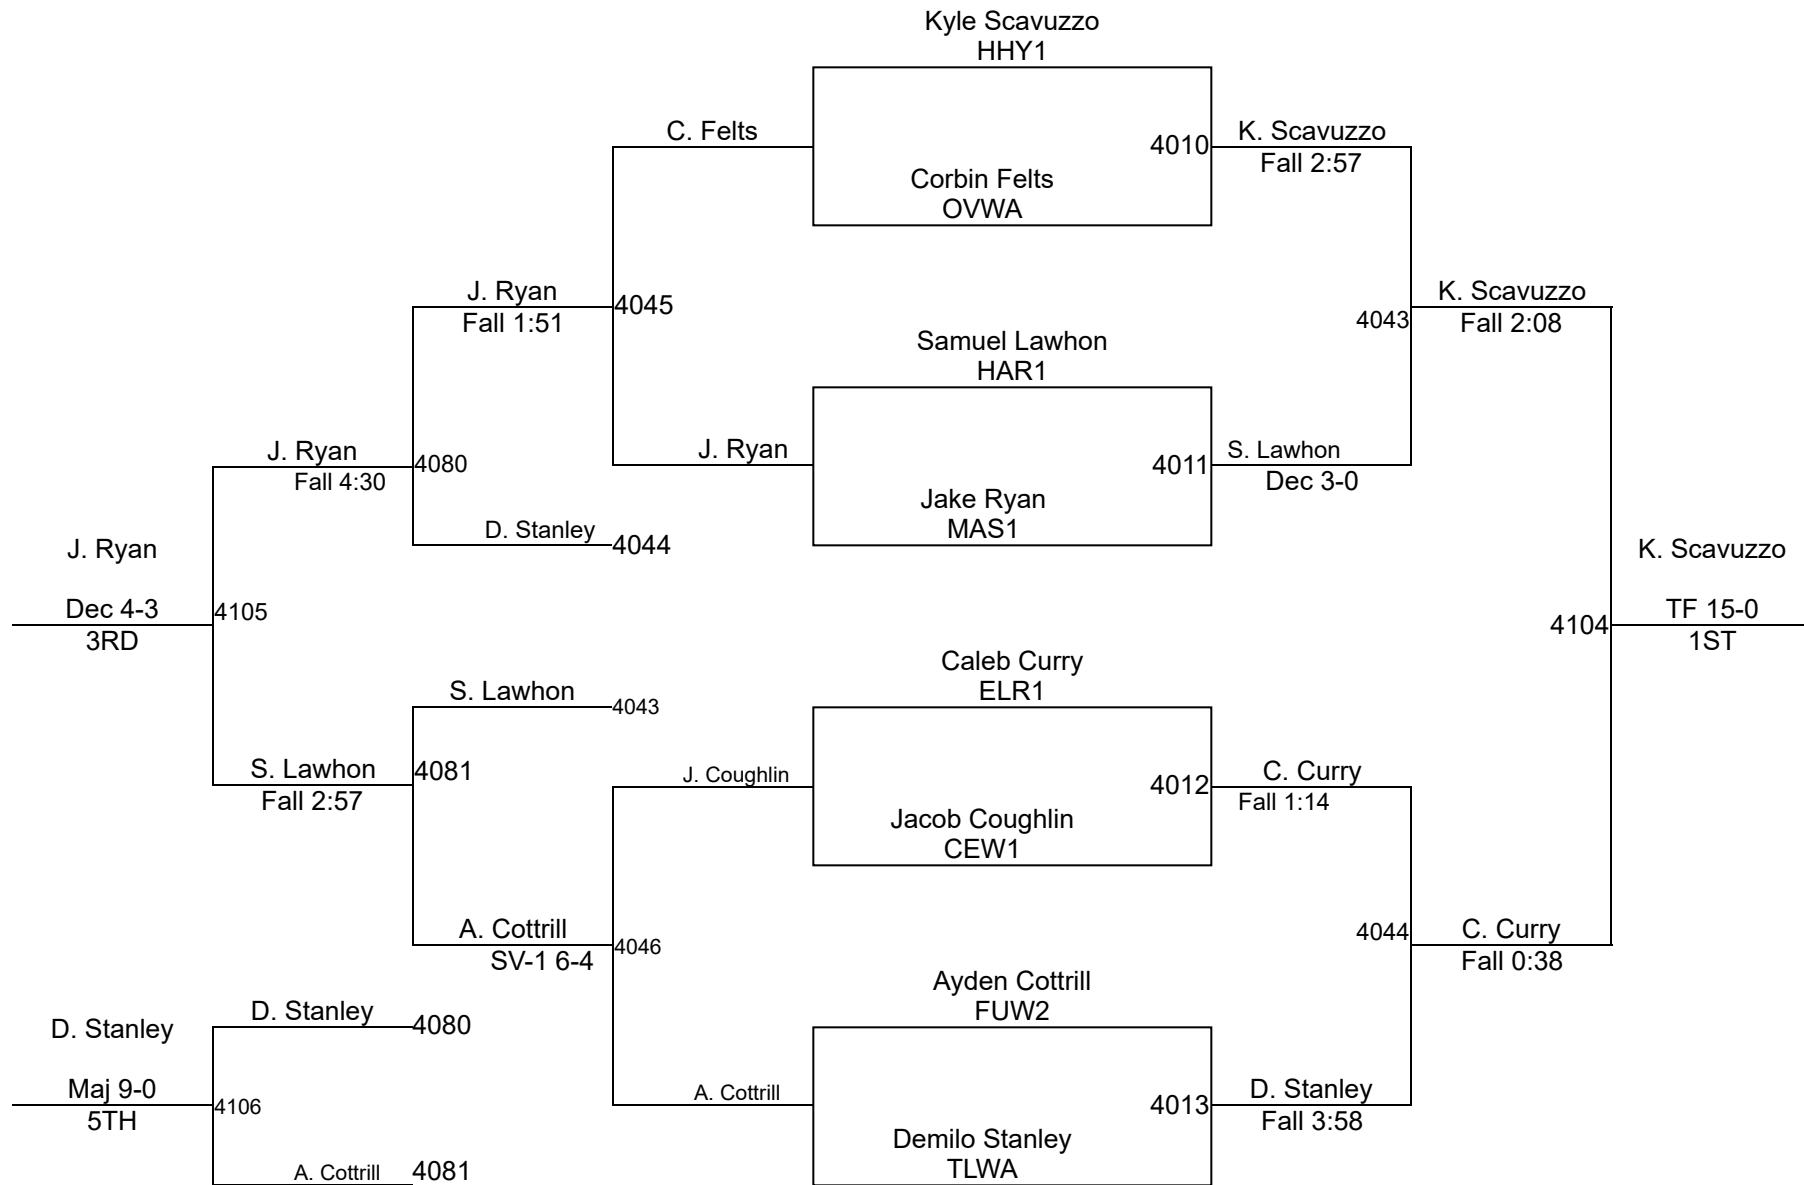 Kyle Scavuzzo
HHY1
C. Felts
4010
K. Scavuzzo
Fall 2:57
Corbin Felts
OVWA
J. Ryan
Fall 1:51
4045
4043
K. Scavuzzo
Fall 2:08
Samuel Lawhon
HAR1
J. Ryan
Fall 4:30
4080
J. Ryan
4011
S. Lawhon
Dec 3-0
Jake Ryan
MAS1
D. Stanley
4044
J. Ryan
Dec 4-3
3RD
4105
K. Scavuzzo
4104
TF 15-0
1ST
Caleb Curry
ELR1
S. Lawhon
4043
S. Lawhon
Fall 2:57
4081
J. Coughlin
4012
C. Curry
Fall 1:14
Jacob Coughlin
CEW1
A. Cottrill
SV-1 6-4
4046
4044
C. Curry
Fall 0:38
Ayden Cottrill
FUW2
D. Stanley
4080
D. Stanley
Maj 9-0
5TH
4106
A. Cottrill
4013
D. Stanley
Fall 3:58
Demilo Stanley
TLWA
A. Cottrill
4081